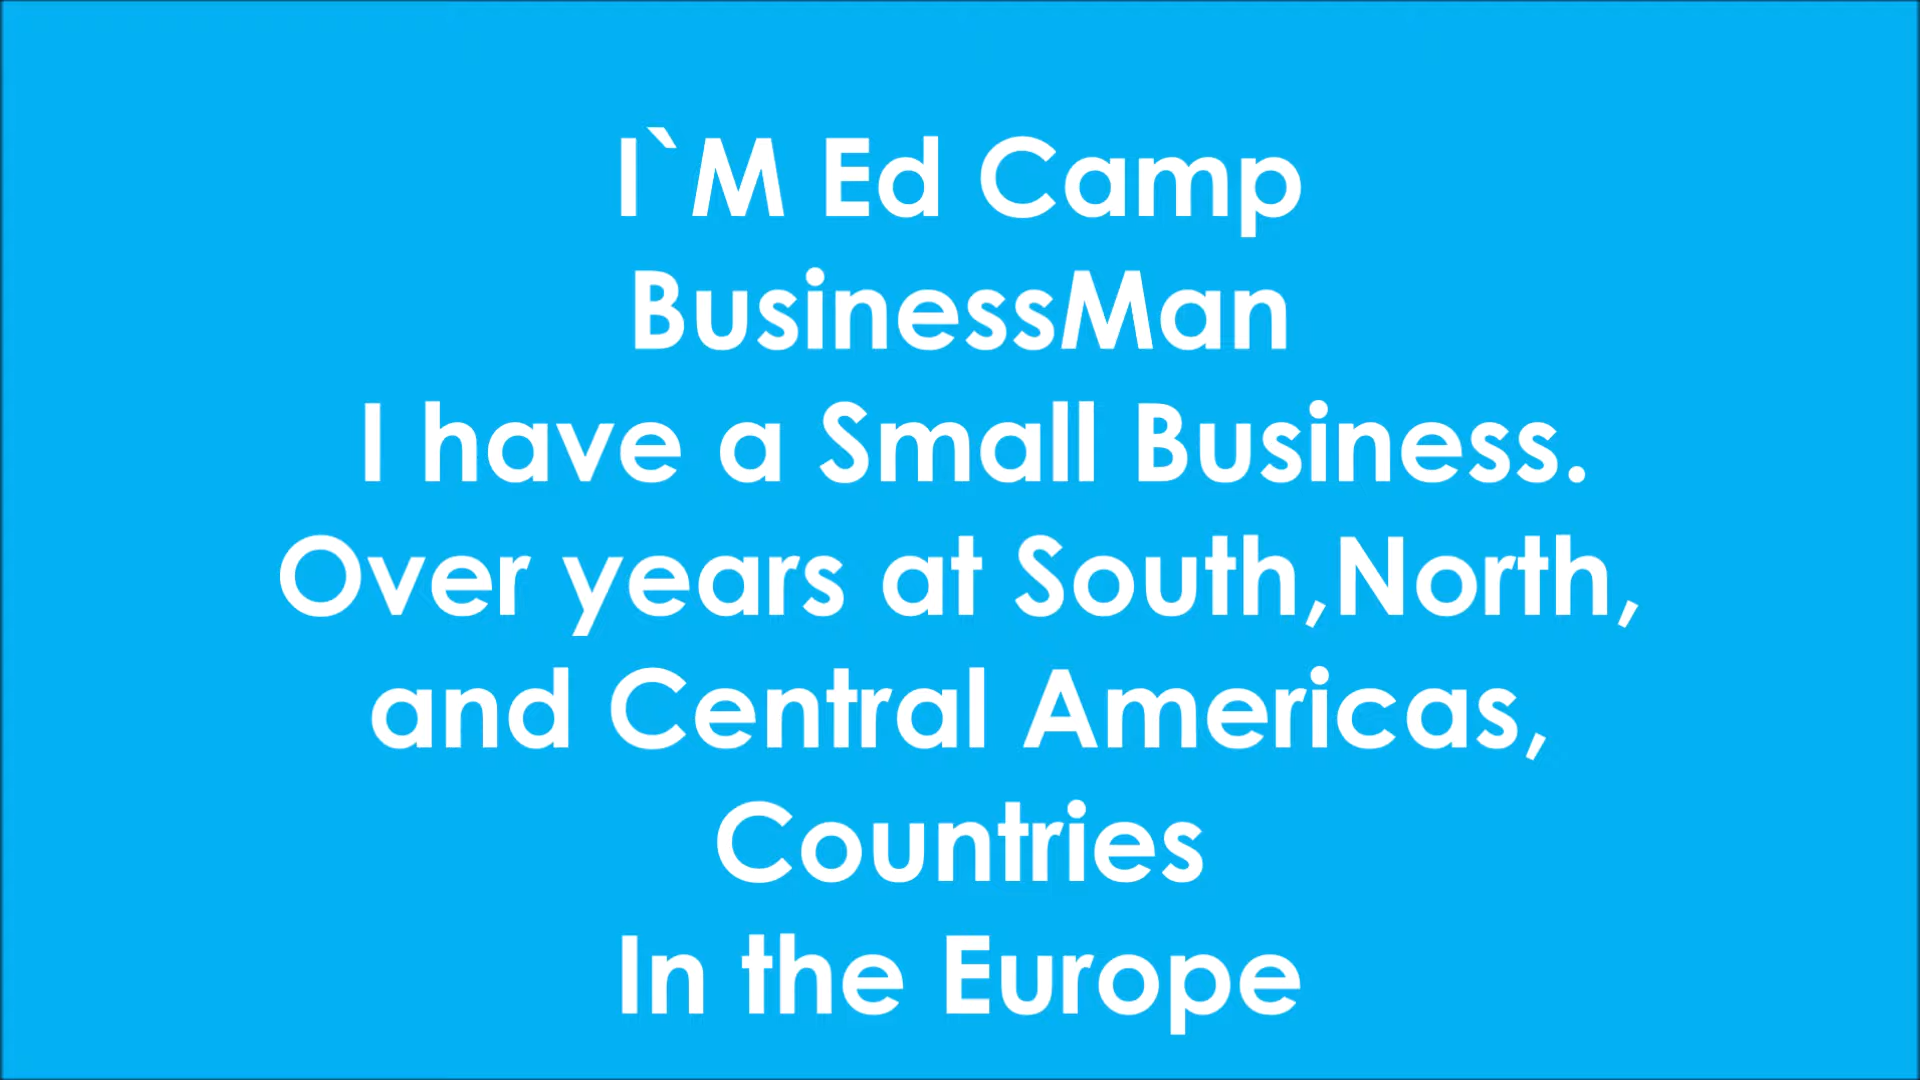 I`M Ed Camp
BusinessMan
I have a Small Business.
Over years at South,North,
and Central Americas,
Countries
In the Europe